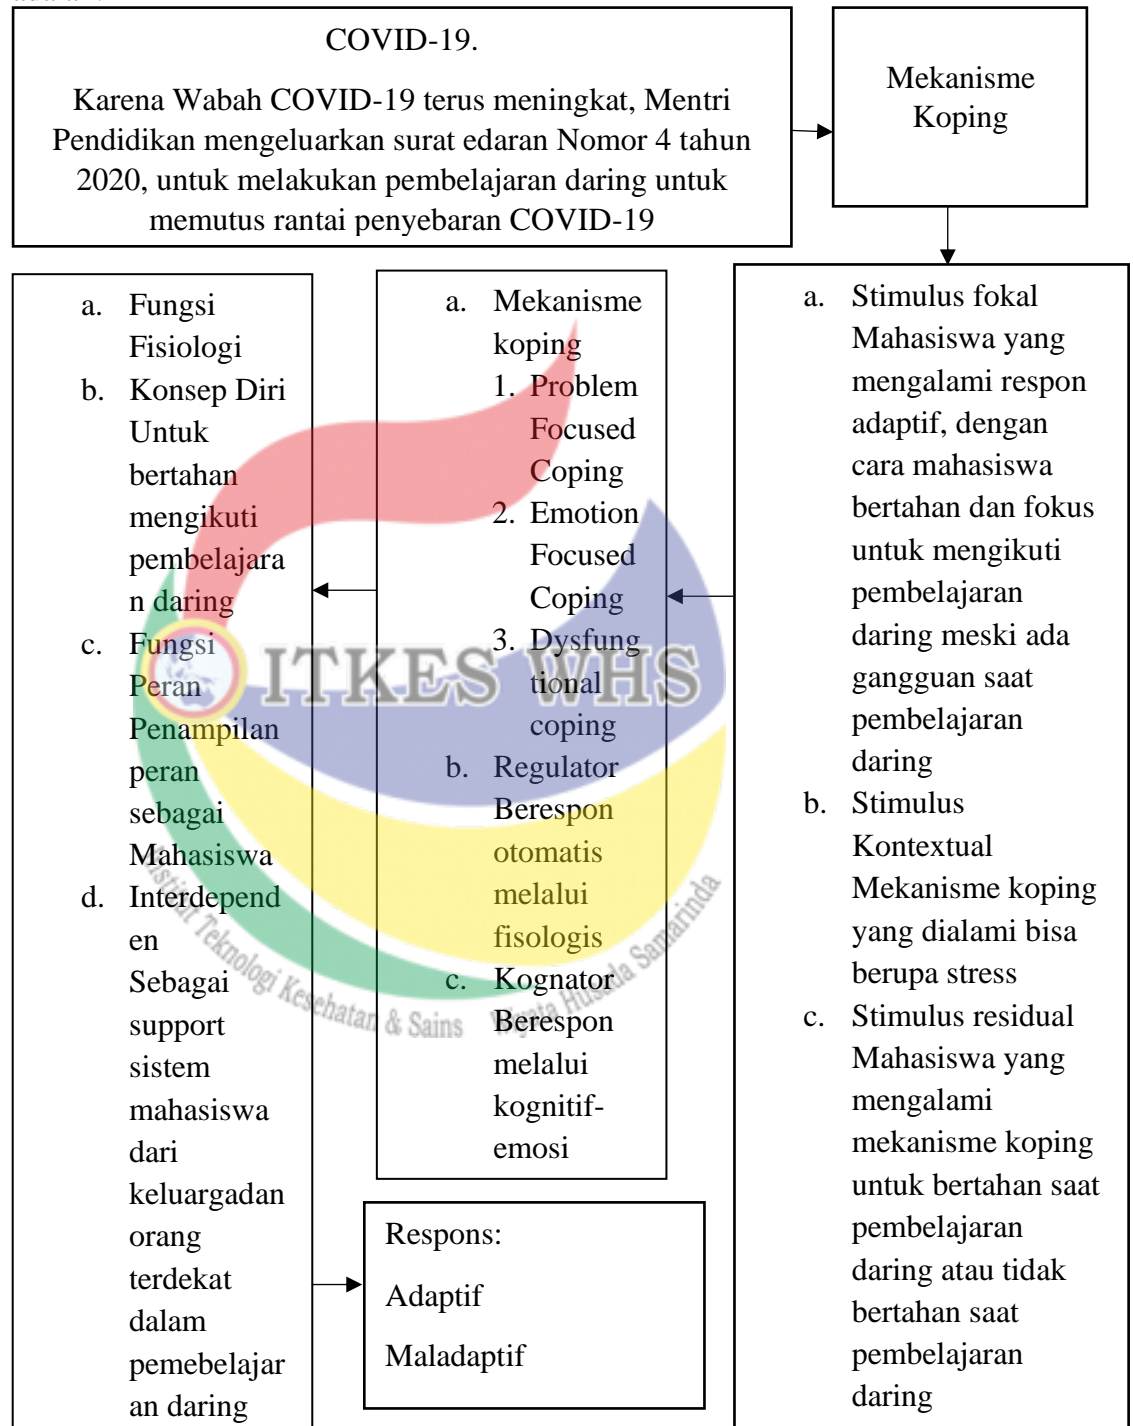 COVID-19.
Karena Wabah COVID-19 terus meningkat, Mentri
Pendidikan mengeluarkan surat edaran Nomor 4 tahun
2020, untuk melakukan pembelajaran daring untuk
memutus rantai penyebaran COVID-19
Mekanisme
Koping
a. Fungsi
Fisiologi
b. Konsep Diri
Untuk
bertahan
mengikuti
pembelajara
n daring
c. Fungsi
Peran
Penampilan
peran
sebagai
Mahasiswa
d. Interdepend
en
Sebagai
support
sistem
mahasiswa
dari
keluargadan
orang
terdekat
dalam
pemebelajar
an daring
a. Mekanisme
koping
1. Problem
Focused
Coping
2. Emotion
Focused
Coping
3. Dysfung
tional
coping
b. Regulator
Berespon
otomatis
melalui
fisologis
c. Kognator
Berespon
melalui
kognitif-
emosi
a. Stimulus fokal
Mahasiswa yang
mengalami respon
adaptif, dengan
cara mahasiswa
bertahan dan fokus
untuk mengikuti
pembelajaran
daring meski ada
gangguan saat
pembelajaran
daring
b. Stimulus
Kontextual
Mekanisme koping
yang dialami bisa
berupa stress
c. Stimulus residual
Mahasiswa yang
mengalami
mekanisme koping
untuk bertahan saat
pembelajaran
daring atau tidak
bertahan saat
pembelajaran
daring
Respons:
Adaptif
Maladaptif
ITKES WHS
Institut Teknologi Kesehatan & Sains Wiyata Husada Samarinda